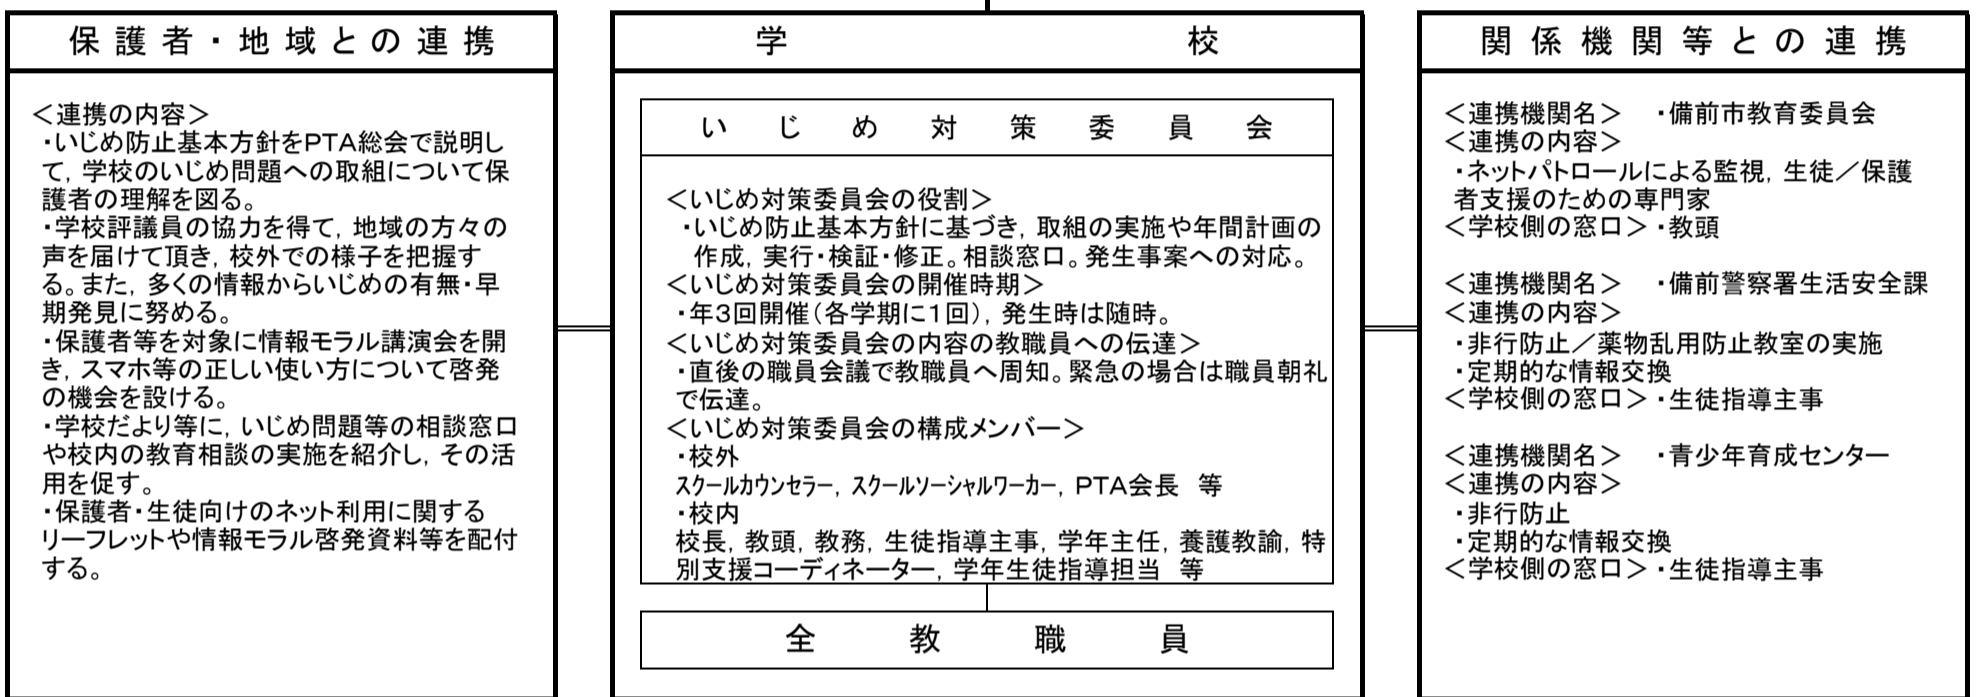 保護者・地域との連携
＜連携の内容＞
・いじめ防止基本方針をPTA総会で説明し
て，学校のいじめ問題への取組について保
護者の理解を図る。
・学校評議員の協力を得て，地域の方々の
声を届けて頂き，校外での様子を把握す
る。また，多くの情報からいじめの有無・早
期発見に努める。
・保護者等を対象に情報モラル講演会を開
き，スマホ等の正しい使い方について啓発
の機会を設ける。
・学校だより等に，いじめ問題等の相談窓口
や校内の教育相談の実施を紹介し，その活
用を促す。
・保護者・生徒向けのネット利用に関する
リーフレットや情報モラル啓発資料等を配付
する。
学校
いじめ対策委員会
＜いじめ対策委員会の役割＞
・いじめ防止基本方針に基づき，取組の実施や年間計画の
作成，実行・検証・修正。相談窓口。発生事案への対応。
＜いじめ対策委員会の開催時期＞
・年3回開催（各学期に1回），発生時は随時。
＜いじめ対策委員会の内容の教職員への伝達＞
・直後の職員会議で教職員へ周知。緊急の場合は職員朝礼
で伝達。
＜いじめ対策委員会の構成メンバー＞
・校外
ｽｸｰﾙｶｳﾝｾﾗｰ，ｽｸｰﾙｿｰｼｬﾙﾜｰｶｰ，PTA会長 等
・校内
校長，教頭，教務，生徒指導主事，学年主任，養護教諭，特
別支援コーディネーター，学年生徒指導担当 等
全教職員
関係機関等との連携
＜連携機関名＞ ・備前市教育委員会
＜連携の内容＞
・ネットパトロールによる監視，生徒／保護
者支援のための専門家
＜学校側の窓口＞・教頭
＜連携機関名＞ ・備前警察署生活安全課
＜連携の内容＞
・非行防止／薬物乱用防止教室の実施
・定期的な情報交換
＜学校側の窓口＞・生徒指導主事
＜連携機関名＞ ・青少年育成センター
＜連携の内容＞
・非行防止
・定期的な情報交換
＜学校側の窓口＞・生徒指導主事